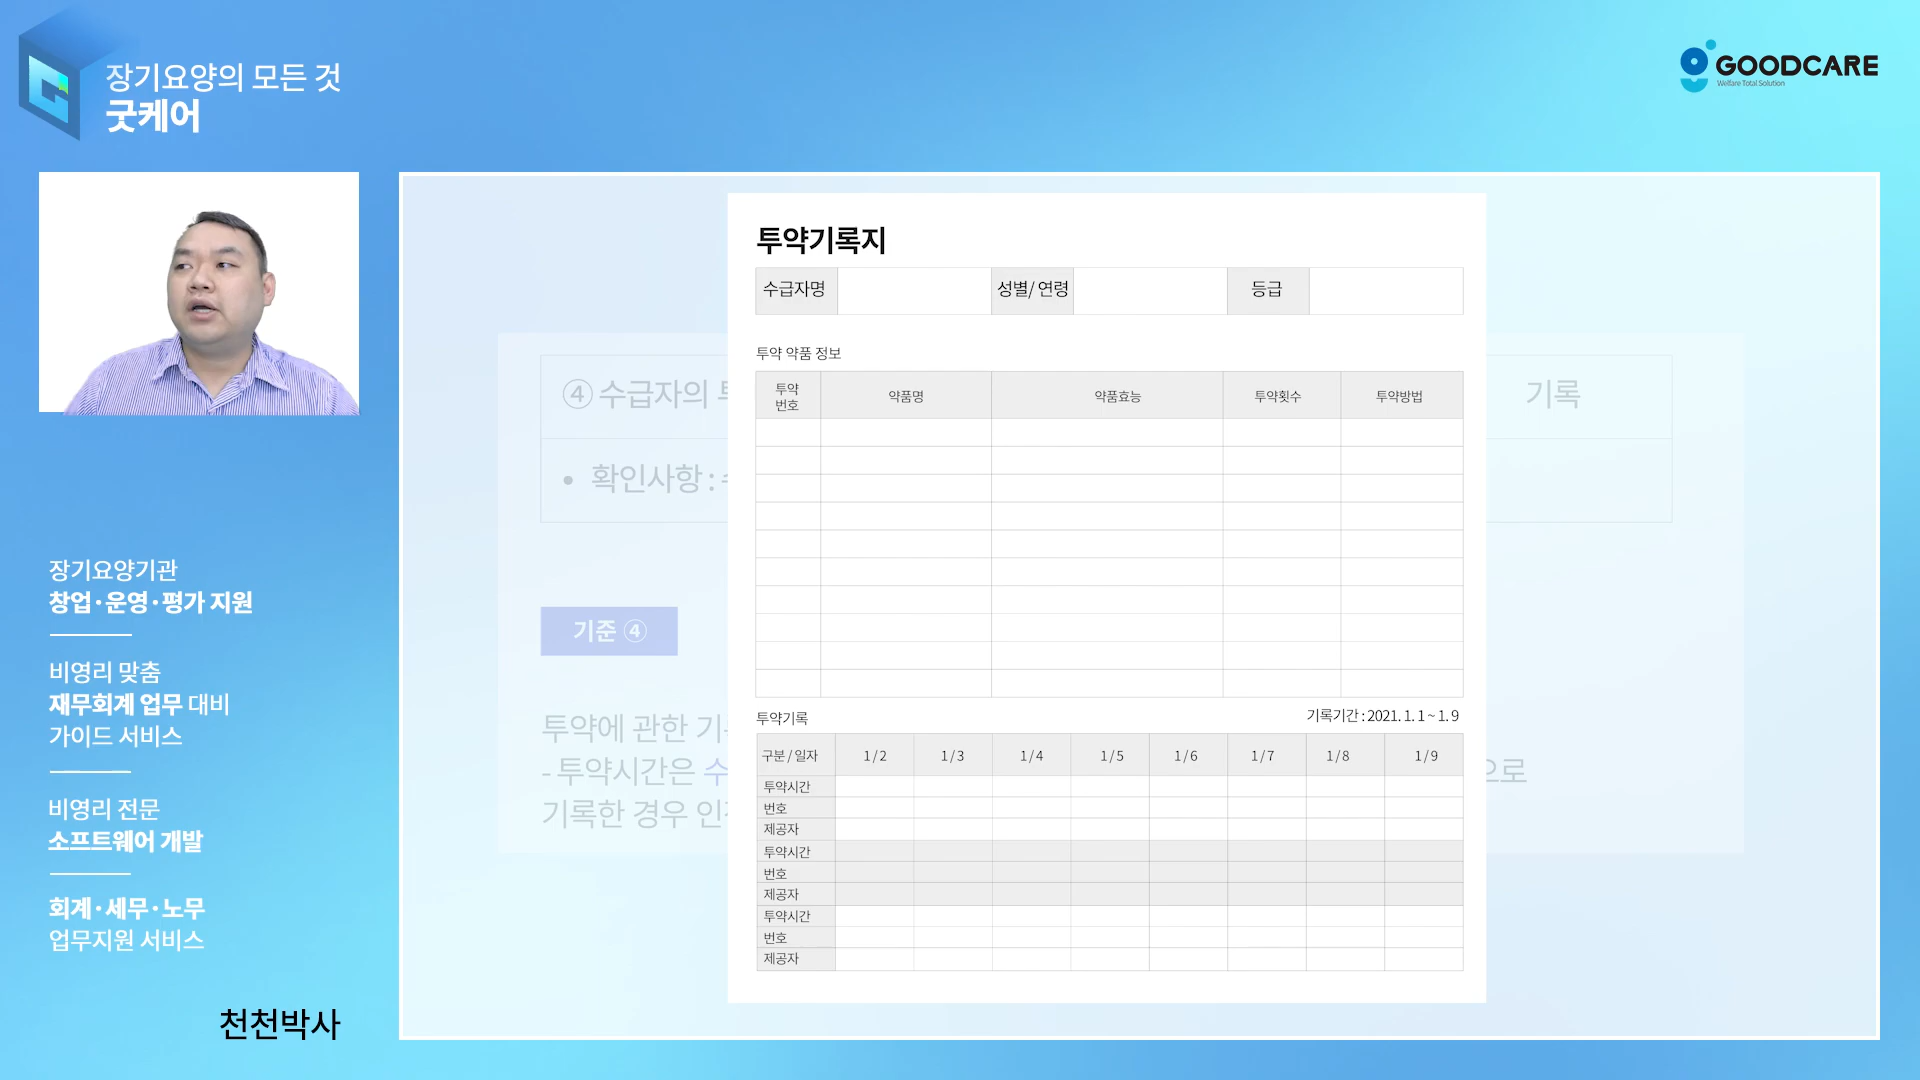 장기요양의 모든 것
굿케어
GOODCARE
Welfare Total Solution
장기요양기관
창업·운영·평가 지원
비영리 맞춤
재무회계 업무 대비
가이드 서비스
비영리 전문
소프트웨어 개발
회계·세무·노무
업무지원 서비스
천천박사
④ 수급자의
기록
• 확인사항 :
기준 ④
투약에 관한
- 투약시간은
으로
기록한 경우
투약기록지
수급자명 성별/ 연령 등급
투약 약품 정보
투약 번호 약품명 약품효능 투약횟수 투약방법
투약기록 기록기간 : 2021. 1. 1 ~ 1. 9
구분 / 일자 1 / 2 1 / 3 1 / 4 1 / 5 1 / 6 1 / 7 1 / 8 1 / 9
투약시간
번호
제공자
투약시간
번호
제공자
투약시간
번호
제공자